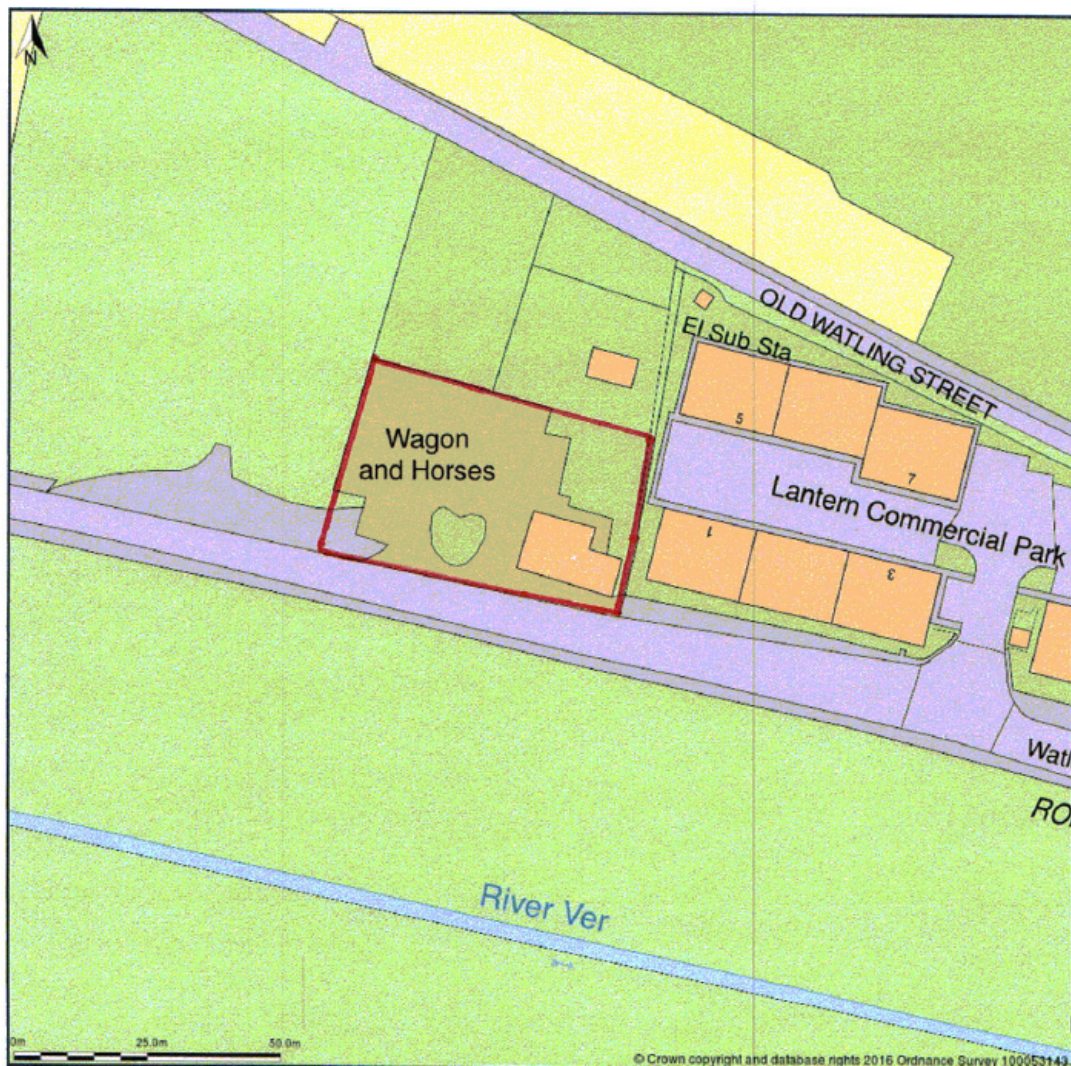 N
OLD WATLING STREET
El Sub Sta
5
7
Wagon
and Horses
Lantern Commercial Park
1
3
Watl
RO
River Ver
0m 25.0m 50.0m
© Crown copyright and database rights 2016 Ordnance Survey 100053143.